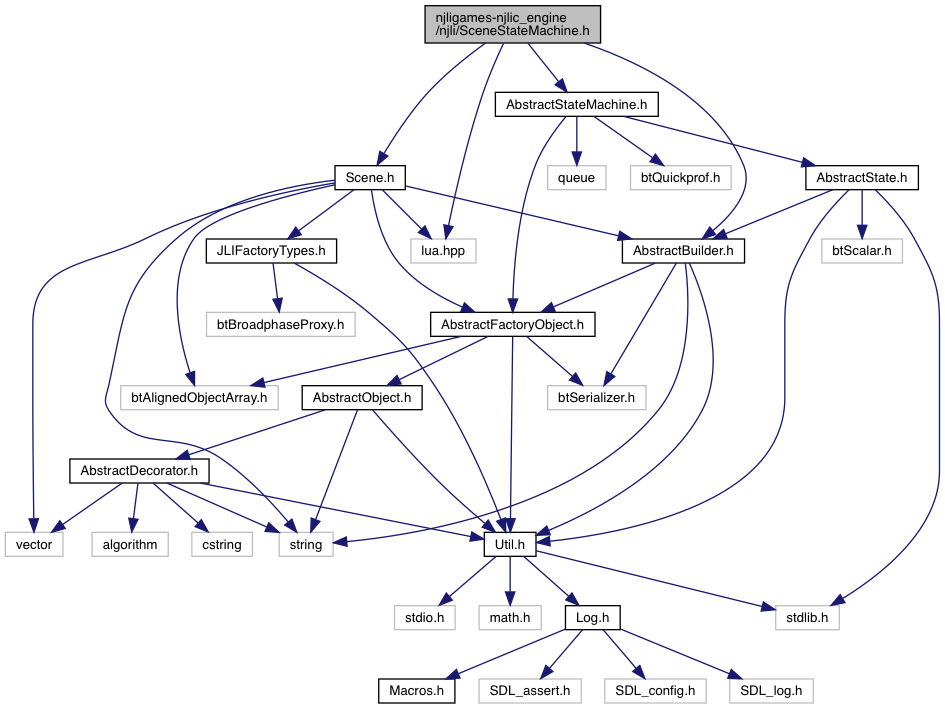 njligames-njlic_engine
/njli/SceneStateMachine.h
AbstractStateMachine.h
Scene.h
queue
btQuickprof.h
AbstractState.h
JLIFactoryTypes.h
lua.hpp
AbstractBuilder.h
btScalar.h
btBroadphaseProxy.h
AbstractFactoryObject.h
btAlignedObjectArray.h
AbstractObject.h
btSerializer.h
AbstractDecorator.h
vector
algorithm
cstring
string
Util.h
stdio.h
math.h
Log.h
stdlib.h
Macros.h
SDL_assert.h
SDL_config.h
SDL_log.h